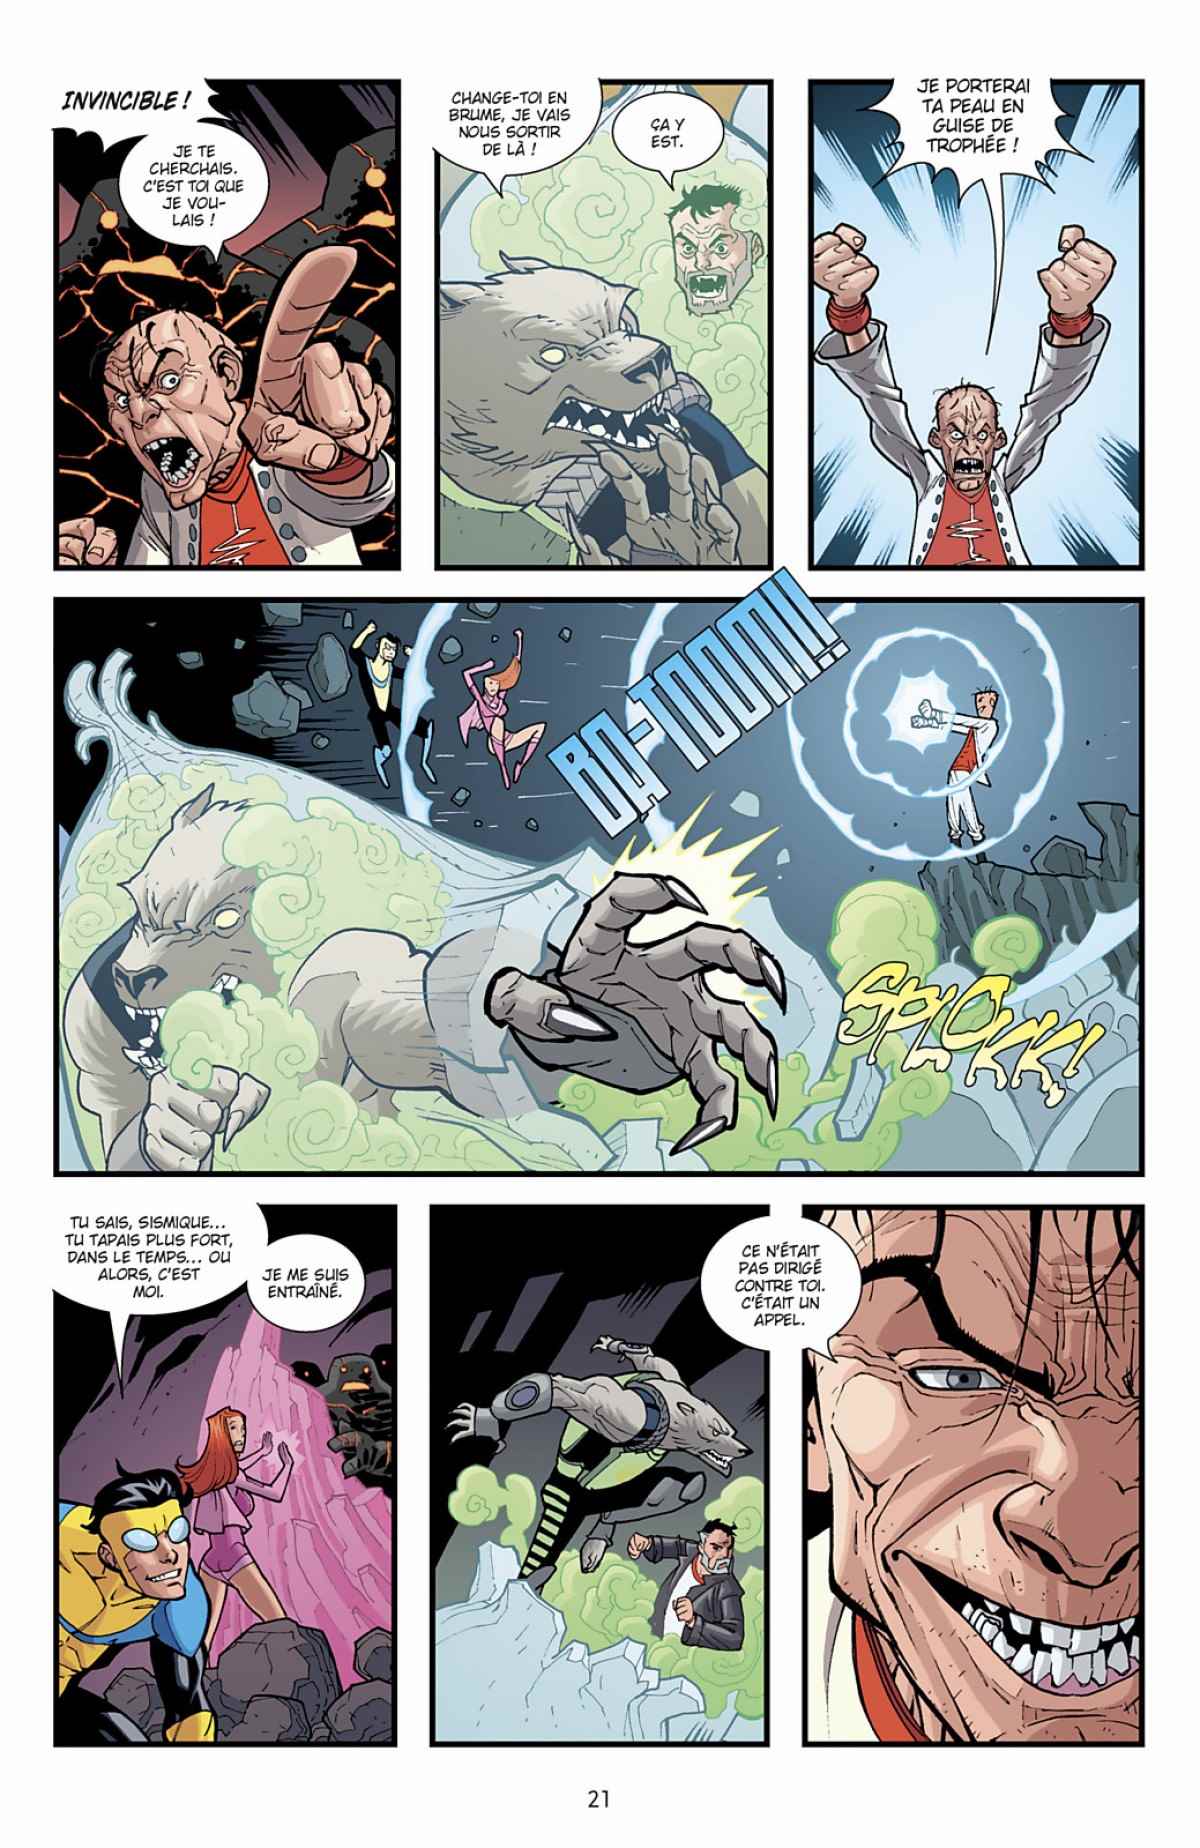 INVINCIBLE !
JE TE
CHERCHAIS.
C'EST TOI QUE
JE VOU-
LAIS !
CHANGE-TOI EN
BRUME, JE VAIS
NOUS SORTIR
DE LÀ !
ÇA Y
EST.
JE PORTERAI
TA PEAU EN
GUISE DE
TROPHÉE !
BA-TOOM!!
SPLOKK!
TU SAIS, SISMIQUE...
TU TAPAIS PLUS FORT,
DANS LE TEMPS... OU
ALORS, C'EST
MOI.
JE ME SUIS
ENTRAÎNÉ.
CE N'ÉTAIT
PAS DIRIGÉ
CONTRE TOI.
C'ÉTAIT UN
APPEL.
21